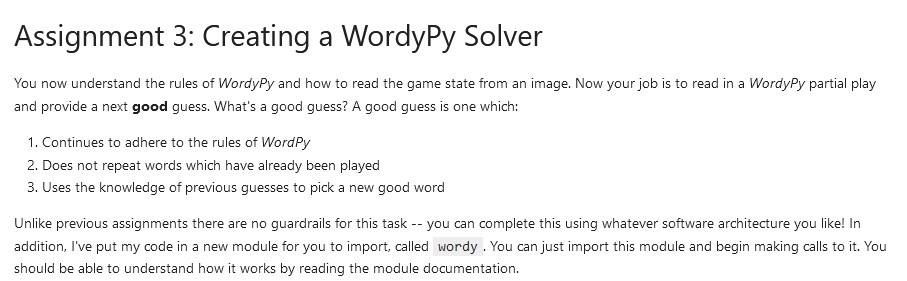 Assignment 3: Creating a WordyPy Solver
You now understand the rules of WordyPy and how to read the game state from an image. Now your job is to read in a WordyPy partial play
and provide a next good guess. What's a good guess? A good guess is one which:
1. Continues to adhere to the rules of WordPy
2. Does not repeat words which have already been played
3. Uses the knowledge of previous guesses to pick a new good word
Unlike previous assignments there are no guardrails for this task -- you can complete this using whatever software architecture you like! In
addition, I've put my code in a new module for you to import, called wordy . You can just import this module and begin making calls to it. You
should be able to understand how it works by reading the module documentation.